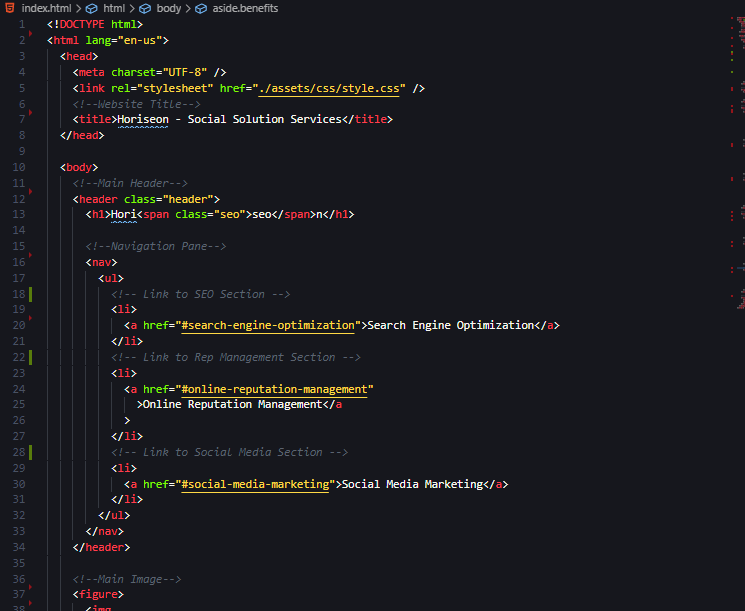 index.html > html > body > aside.benefits
1 <!DOCTYPE html>
2 <html lang="en-us">
3 <head>
4 <meta charset="UTF-8" />
5 <link rel="stylesheet" href="./assets/css/style.css" />
6 <!--Website Title-->
7 <title>Horiseon - Social Solution Services</title>
8 </head>
9
10 <body>
11 <!--Main Header-->
12 <header class="header">
13 <h1>Hori<span class="seo">seo</span>n</h1>
14
15 <!--Navigation Pane-->
16 <nav>
17 <ul>
18 <!-- Link to SEO Section -->
19 <li>
20 <a href="#search-engine-optimization">Search Engine Optimization</a>
21 </li>
22 <!-- Link to Rep Management Section -->
23 <li>
24 <a href="#online-reputation-management"
25 >Online Reputation Management</a
26 >
27 </li>
28 <!-- Link to Social Media Section -->
29 <li>
30 <a href="#social-media-marketing">Social Media Marketing</a>
31 </li>
32 </ul>
33 </nav>
34 </header>
35
36 <!--Main Image-->
37 <figure>
38 <img